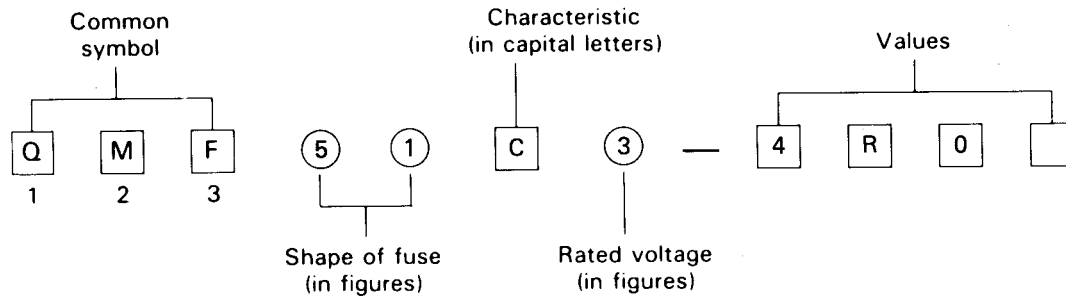 Common
symbol
Characteristic
(in capital letters)
Values
Q M F 5 1 C 3 — 4 R 0
1 2 3
Shape of fuse
(in figures)
Rated voltage
(in figures)